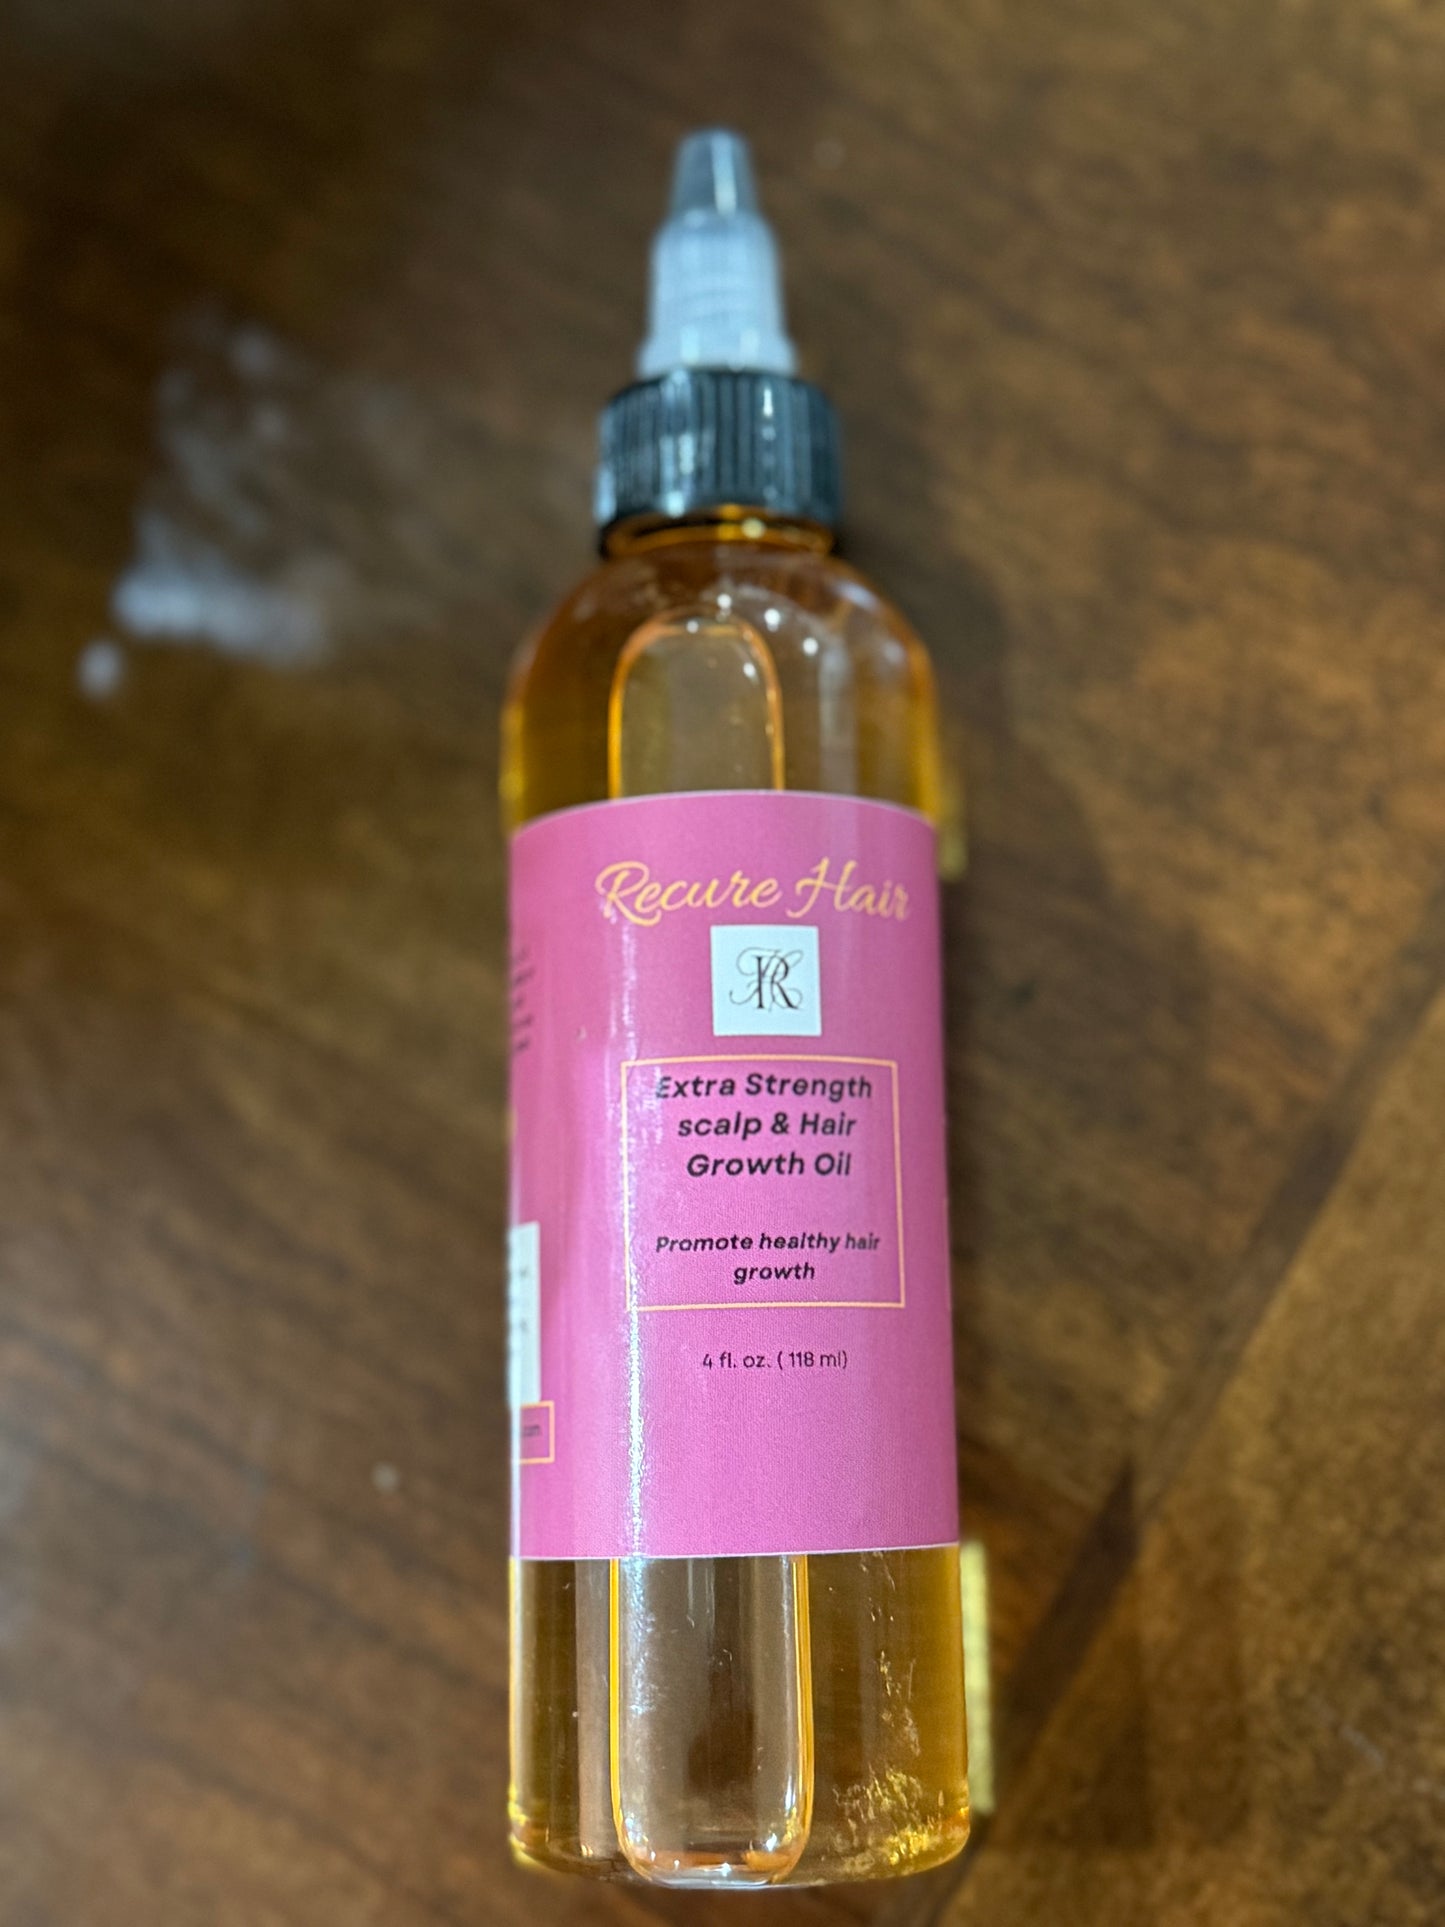 Recure Hair
Extra Strength
scalp & Hair
Growth Oil
Promote healthy hair
growth
4 fl. oz. ( 118 ml)